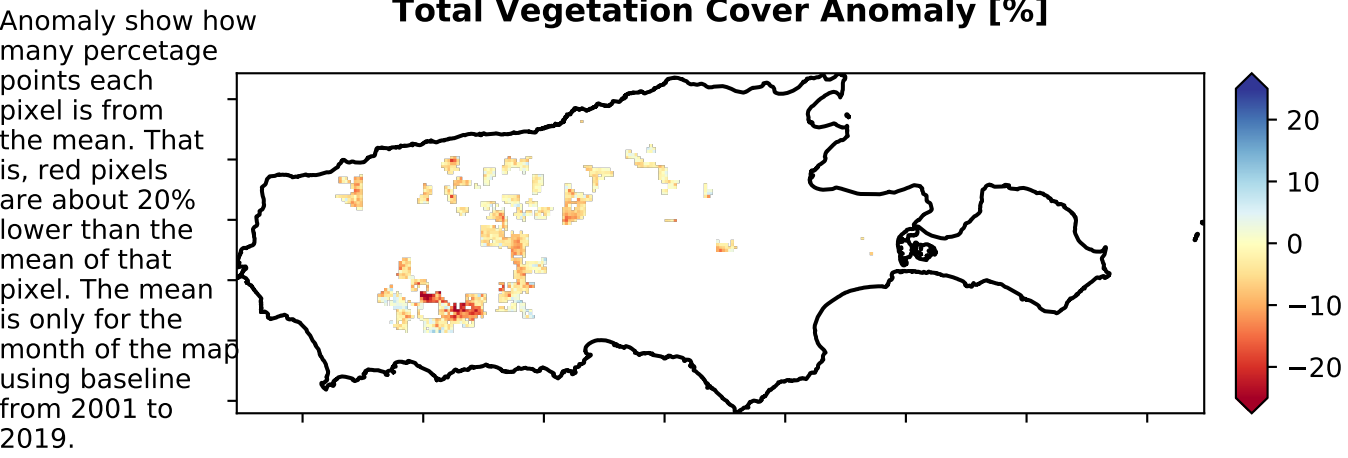 Total Vegetation Cover Anomaly [%]
Anomaly show how
many percetage
points each
pixel is from
the mean. That
is, red pixels
are about 20%
lower than the
mean of that
pixel. The mean
is only for the
month of the map
using baseline
from 2001 to
2019.
20
10
0
−10
−20